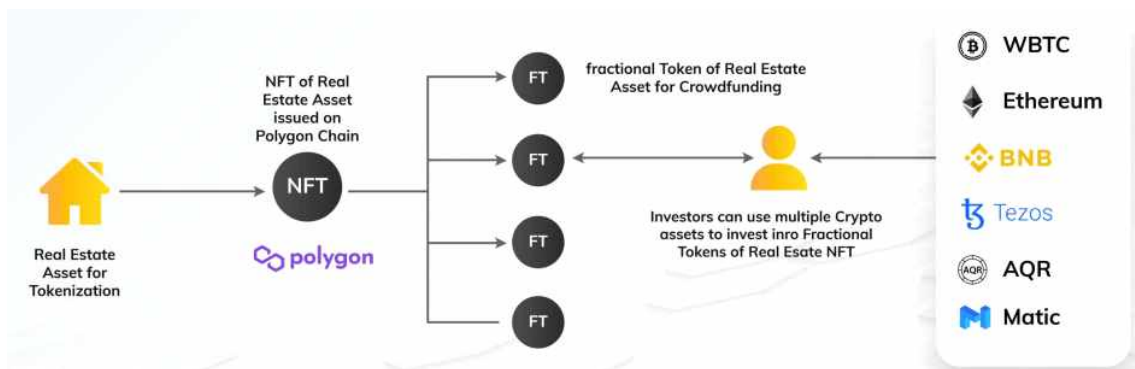 Real Estate
Asset for
Tokenization
NFT of Real
Estate Asset
issued on
Polygon Chain
NFT
polygon
FT
FT
FT
FT
fractional Token of Real Estate
Asset for Crowdfunding
Investors can use multiple Crypto
assets to invest inro Fractional
Tokens of Real Esate NFT
WBTC
Ethereum
BNB
Tezos
AQR
AQR
Matic